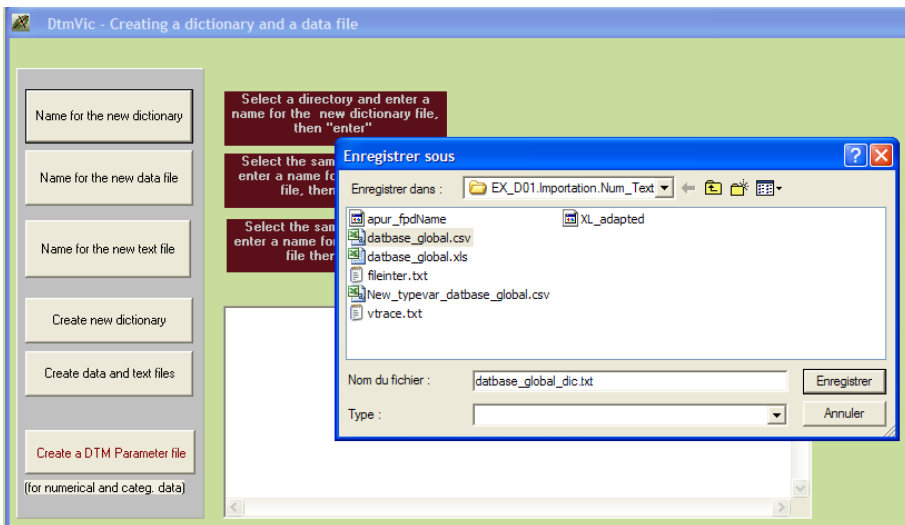 DtmVic - Creating a dictionary and a data file
Name for the new dictionary
Select a directory and enter a
name for the new dictionary file,
then "enter"
Name for the new data file
Select the sam
enter a name fo
file, then
Name for the new text file
Select the san
enter a name for
file ther
Create new dictionary
Create data and text files
Create a DTM Parameter file
(for numerical and categ. data)
Enregistrer sous
Enregistrer dans :
EX_D01.Importation.Num_Text
apur_fpdName
XL_adapted
datbase_global.csv
datbase_global.xls
fileinter.txt
New_typevar_datbase_global.csv
vtrace.txt
Nom du fichier :
datbase_global_dic.txt
Enregistrer
Type :
Annuler